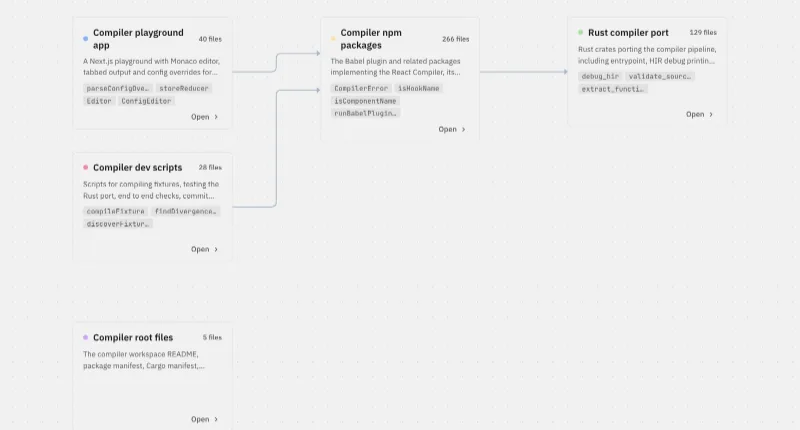 Compiler playground
app
40 files
A Next.js playground with Monaco editor,
tabbed output and config overrides for...
parseConfigOve… storeReducer
Editor ConfigEditor
Open >
Compiler npm
packages
266 files
The Babel plugin and related packages
implementing the React Compiler, its...
CompilerError isHookName
isComponentName
runBabelPlugin…
Open >
Rust compiler port
129 files
Rust crates porting the compiler pipeline,
including entrypoint, HIR debug printin...
debug_hir validate_sourc…
extract_functi…
Open >
Compiler dev scripts
28 files
Scripts for compiling fixtures, testing the
Rust port, end to end checks, commit...
compileFixture findDivergence…
discoverFixtur…
Open >
Compiler root files
5 files
The compiler workspace README,
package manifest, Cargo manifest,...
Open >